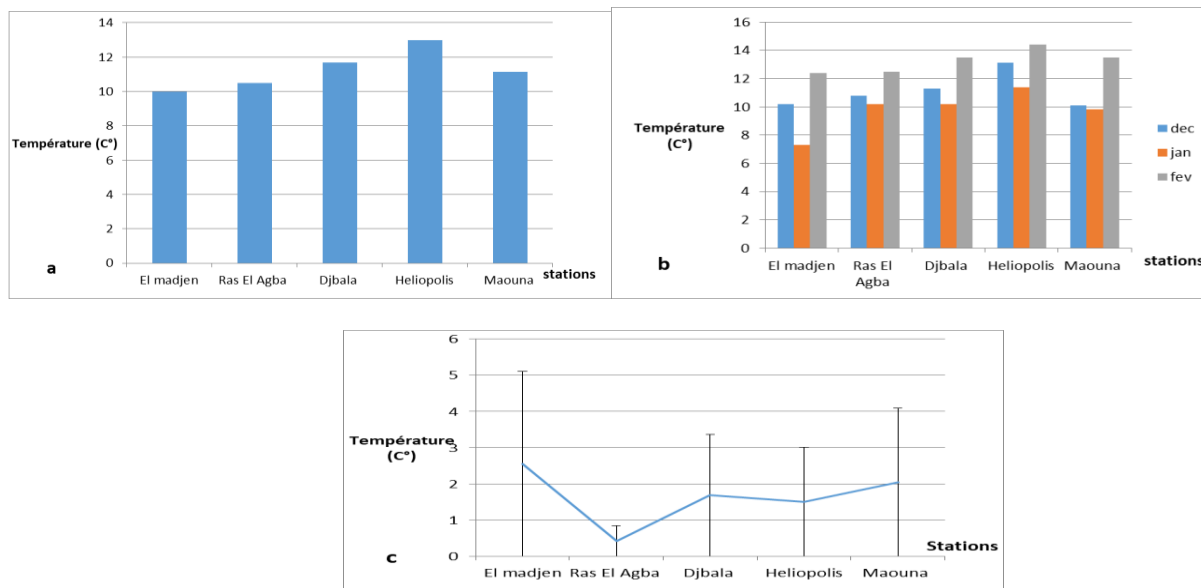 14
12
10
8
Température (C°)
6
4
2
0
a
El madjen Ras El Agba Djbala Heliopolis Maouna
stations
16
14
12
10
Température
(C°)
8
6
4
2
0
b
El madjen Ras El Agba Djbala Heliopolis Maouna
stations
dec
jan
fev
6
5
4
3
Température
(C°)
2
1
0
c
El madjen Ras El Agba Djbala Heliopolis Maouna
Stations